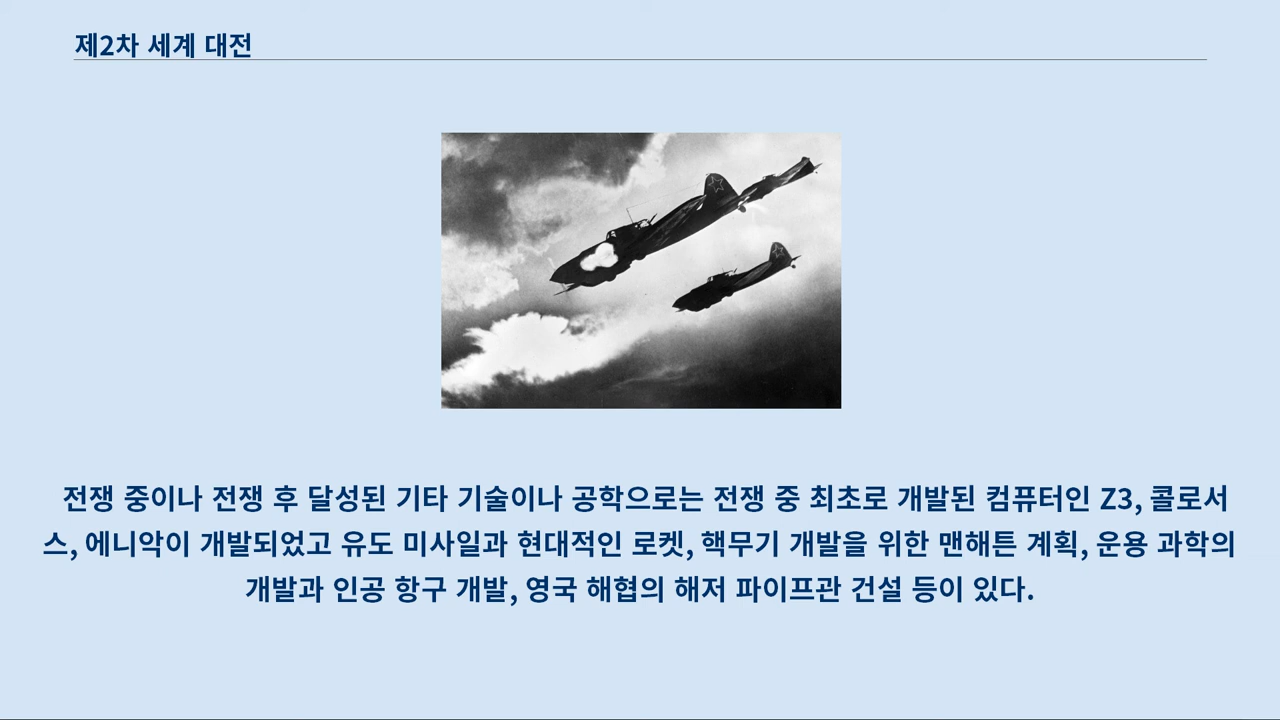 제2차 세계 대전
전쟁 중이나 전쟁 후 달성된 기타 기술이나 공학으로는 전쟁 중 최초로 개발된 컴퓨터인 Z3, 콜로서
스, 에니악이 개발되었고 유도 미사일과 현대적인 로켓, 핵무기 개발을 위한 맨해튼 계획, 운용 과학의
개발과 인공 항구 개발, 영국 해협의 해저 파이프관 건설 등이 있다.